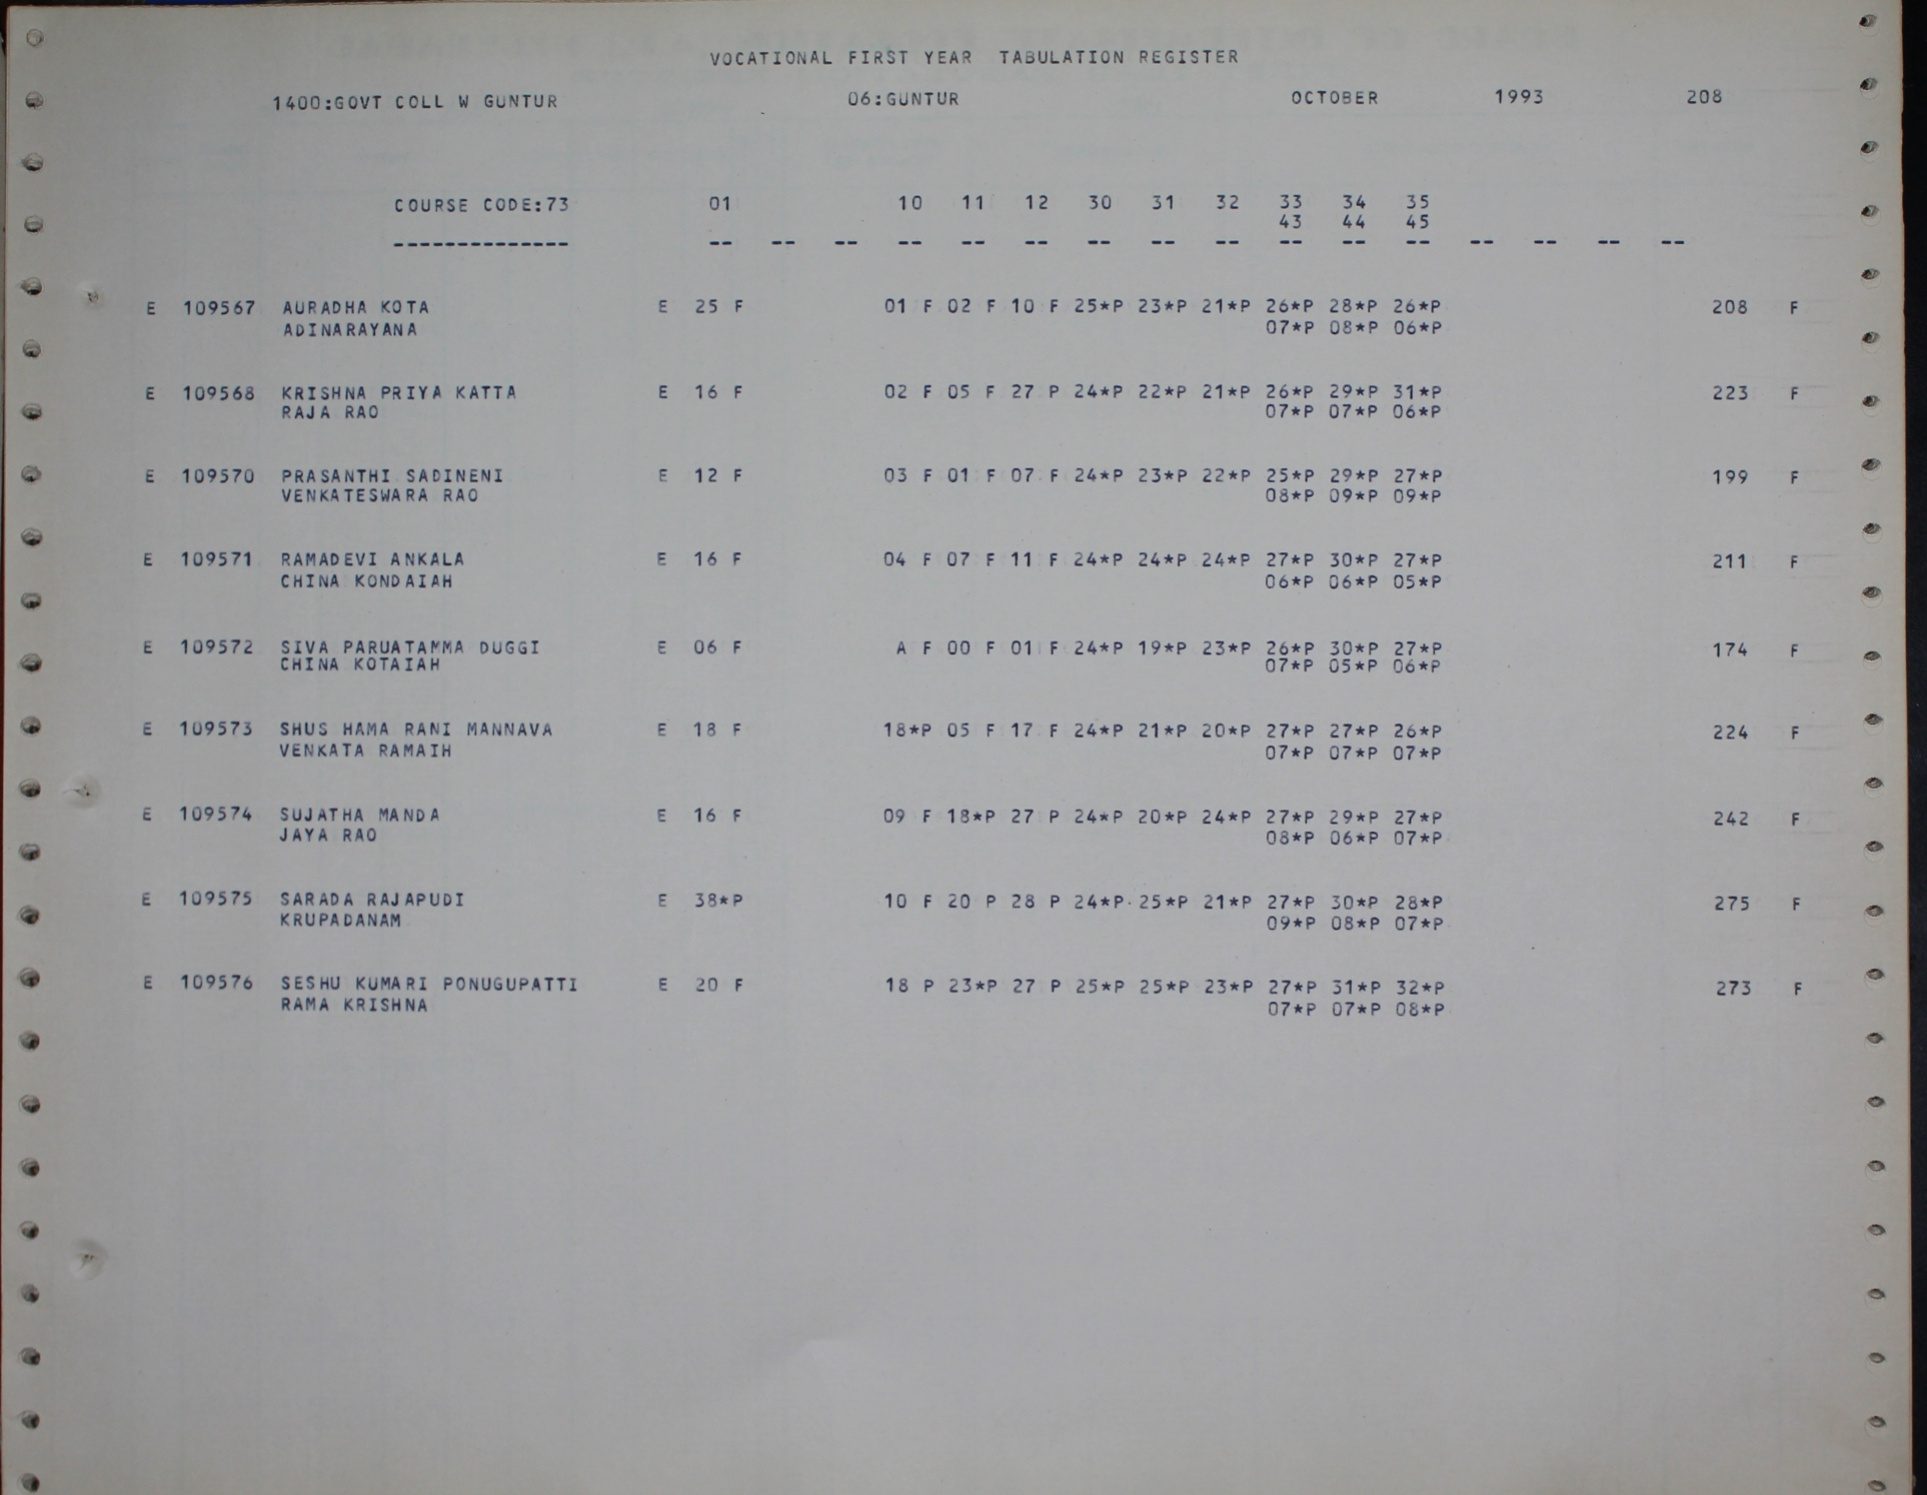 VOCATIONAL FIRST YEAR TABULATION REGISTER
1400:GOVT COLL W GUNTUR 06:GUNTUR OCTOBER 1993 208
COURSE CODE:73 01 10 11 12 30 31 32 33 34 35
43 44 45
-------------- -- -- -- -- -- -- -- -- -- -- -- -- -- -- -- --
E 109567 AURADHA KOTA E 25 F 01 F 02 F 10 F 25*P 23*P 21*P 26*P 28*P 26*P 208 F
ADINARAYANA 07*P 08*P 06*P
E 109568 KRISHNA PRIYA KATTA E 16 F 02 F 05 F 27 P 24*P 22*P 21*P 26*P 29*P 31*P 223 F
RAJA RAO 07*P 07*P 06*P
E 109570 PRASANTHI SADINENI E 12 F 03 F 01 F 07 F 24*P 23*P 22*P 25*P 29*P 27*P 199 F
VENKATESWARA RAO 08*P 09*P 09*P
E 109571 RAMADEVI ANKALA E 16 F 04 F 07 F 11 F 24*P 24*P 24*P 27*P 30*P 27*P 211 F
CHINA KONDAIAH 06*P 06*P 05*P
E 109572 SIVA PARUATAMMA DUGGI E 06 F A F 00 F 01 F 24*P 19*P 23*P 26*P 30*P 27*P 174 F
CHINA KOTAIAH 07*P 05*P 06*P
E 109573 SHUS HAMA RANI MANNAVA E 18 F 18*P 05 F 17 F 24*P 21*P 20*P 27*P 27*P 26*P 224 F
VENKATA RAMAIH 07*P 07*P 07*P
E 109574 SUJATHA MANDA E 16 F 09 F 18*P 27 P 24*P 20*P 24*P 27*P 29*P 27*P 242 F
JAYA RAO 08*P 06*P 07*P
E 109575 SARADA RAJAPUDI E 38*P 10 F 20 P 28 P 24*P 25*P 21*P 27*P 30*P 28*P 275 F
KRUPADANAM 09*P 08*P 07*P
E 109576 SESHU KUMARI PONUGUPATTI E 20 F 18 P 23*P 27 P 25*P 25*P 23*P 27*P 31*P 32*P 273 F
RAMA KRISHNA 07*P 07*P 08*P